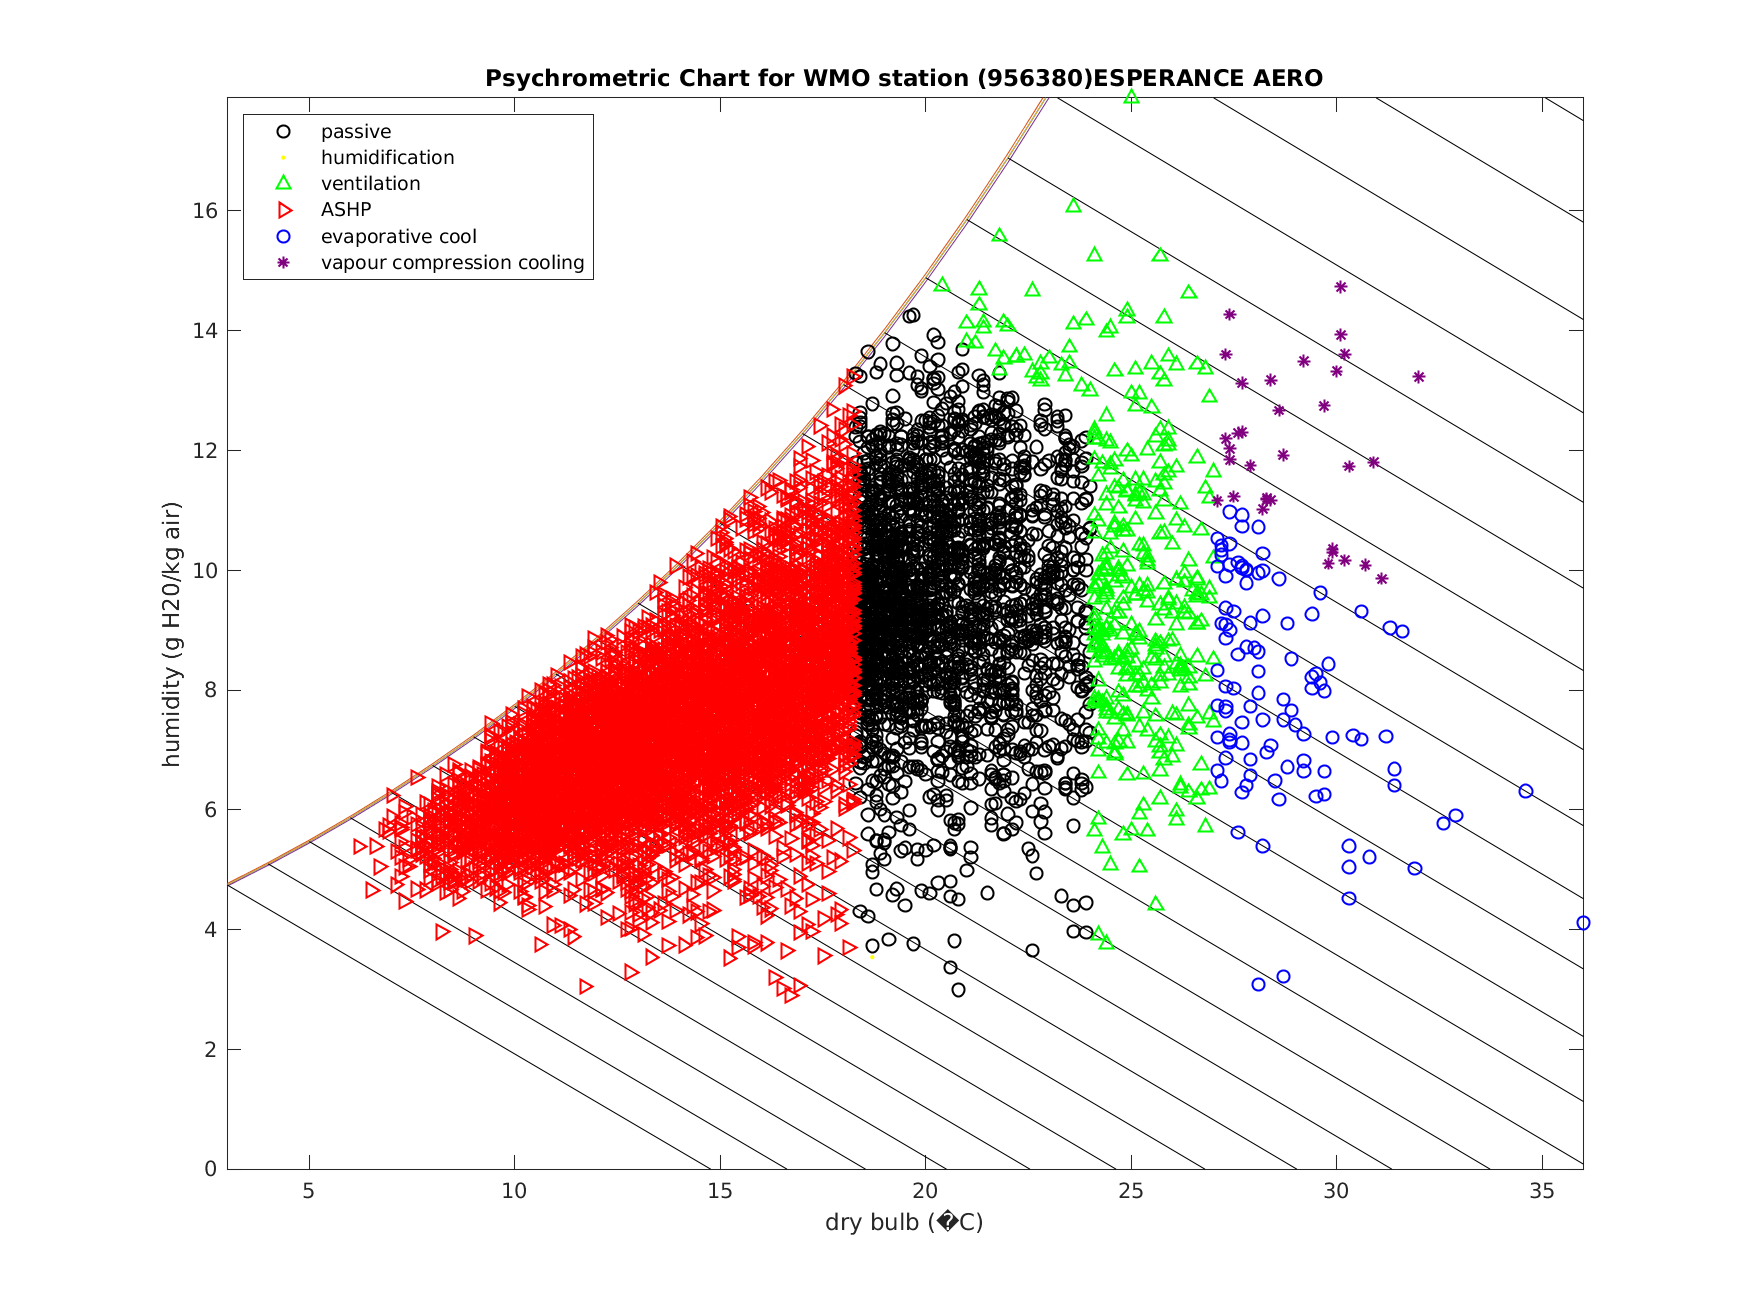 Psychrometric Chart for WMO station (956380)ESPERANCE AERO
passive
humidification
ventilation
ASHP
evaporative cool
vapour compression cooling
humidity (g H20/kg air)
16
14
12
10
8
6
4
2
0
5 10 15 20 25 30 35
dry bulb (�C)